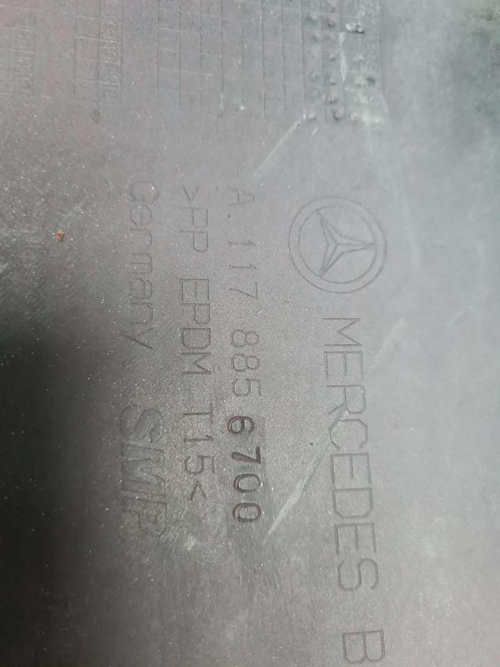 MERCEDES B
A. 117 885 6700
>PP EPDM T15<
Germany SMP